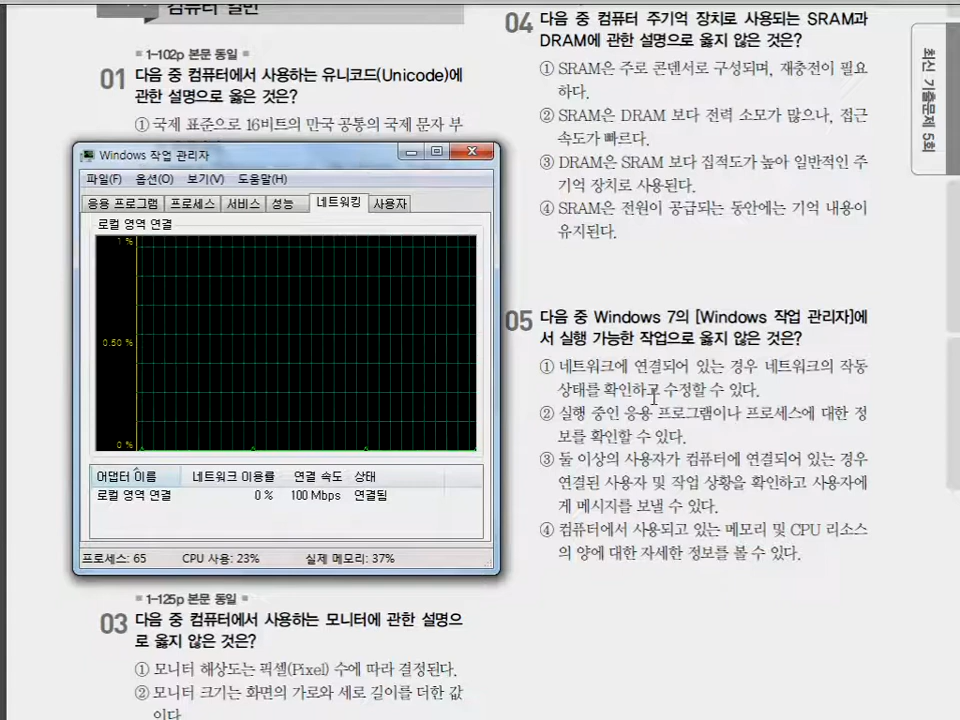 컴퓨터 일반
1-102p 본문 동일
01 다음 중 컴퓨터에서 사용하는 유니코드(Unicode)에
관한 설명으로 옳은 것은?
① 국제 표준으로 16비트의 만국 공통의 국제 문자 부
Windows 작업 관리자
파일(F) 옵션(O) 보기(V) 도움말(H)
응용 프로그램 프로세스 서비스 성능 네트워킹 사용자
로컬 영역 연결
1 %
0.50 %
0 %
어댑터 이름 네트워크 이용률 연결 속도 상태
로컬 영역 연결 0 % 100 Mbps 연결됨
프로세스: 65 CPU 사용: 23% 실제 메모리: 37%
1-125p 본문 동일
03 다음 중 컴퓨터에서 사용하는 모니터에 관한 설명으
로 옳지 않은 것은?
① 모니터 해상도는 픽셀(Pixel) 수에 따라 결정된다.
② 모니터 크기는 화면의 가로와 세로 길이를 더한 값
이다
04 다음 중 컴퓨터 주기억 장치로 사용되는 SRAM과
DRAM에 관한 설명으로 옳지 않은 것은?
① SRAM은 주로 콘덴서로 구성되며, 재충전이 필요
하다.
② SRAM은 DRAM 보다 전력 소모가 많으나, 접근
속도가 빠르다.
③ DRAM은 SRAM 보다 집적도가 높아 일반적인 주
기억 장치로 사용된다.
④ SRAM은 전원이 공급되는 동안에는 기억 내용이
유지된다.
05 다음 중 Windows 7의 [Windows 작업 관리자]에
서 실행 가능한 작업으로 옳지 않은 것은?
① 네트워크에 연결되어 있는 경우 네트워크의 작동
상태를 확인하고 수정할 수 있다.
② 실행 중인 응용 프로그램이나 프로세스에 대한 정
보를 확인할 수 있다.
③ 둘 이상의 사용자가 컴퓨터에 연결되어 있는 경우
연결된 사용자 및 작업 상황을 확인하고 사용자에
게 메시지를 보낼 수 있다.
④ 컴퓨터에서 사용되고 있는 메모리 및 CPU 리소스
의 양에 대한 자세한 정보를 볼 수 있다.
최신 기출문제 5회